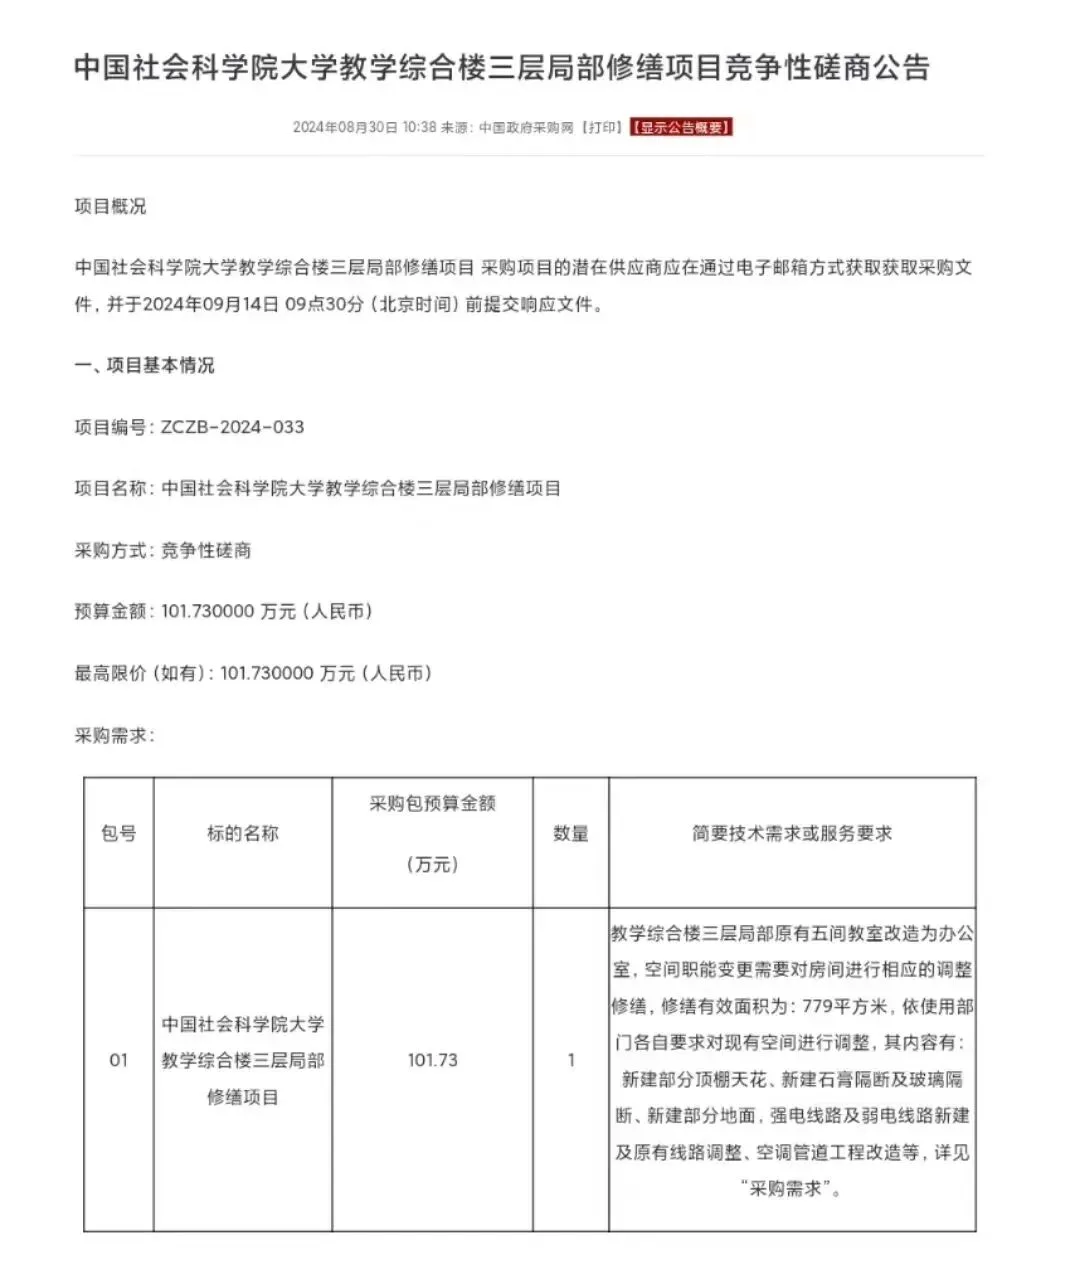 中国社会科学院大学教学综合楼三层局部修缮项目竞争性磋商公告
2024年08月30日 10:38 来源：中国政府采购网【打印】【显示公告概要】
项目概况
中国社会科学院大学教学综合楼三层局部修缮项目 采购项目的潜在供应商应在通过电子邮箱方式获取获取采购文
件，并于2024年09月14日 09点30分（北京时间）前提交响应文件。
一、项目基本情况
项目编号：ZCZB-2024-033
项目名称：中国社会科学院大学教学综合楼三层局部修缮项目
采购方式：竞争性磋商
预算金额：101.730000 万元（人民币）
最高限价（如有）：101.730000 万元（人民币）
采购需求：
包号
标的名称
采购包预算金额
（万元）
数量
简要技术需求或服务要求
01
中国社会科学院大学
教学综合楼三层局部
修缮项目
101.73
1
教学综合楼三层局部原有五间教室改造为办公
室，空间职能变更需要对房间进行相应的调整
修缮，修缮有效面积为：779平方米，依使用部
门各自要求对现有空间进行调整，其内容有：
新建部分顶棚天花、新建石膏隔断及玻璃隔
断、新建部分地面，强电线路及弱电线路新建
及原有线路调整、空调管道工程改造等，详见
“采购需求”。